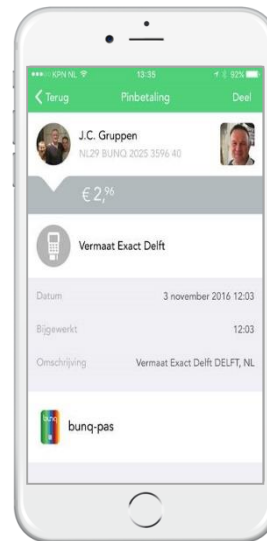 KPN NL 13:35 92%
Terug Pinbetaling Deel
J.C. Gruppen
NL29 BUNQ 2025 3596 40
€ 2,96
Vermaat Exact Delft
Datum 3 november 2016 12:03
Bijgewerkt 12:03
Omschrijving Vermaat Exact Delft DELFT, NL
bunq
bunq-pas